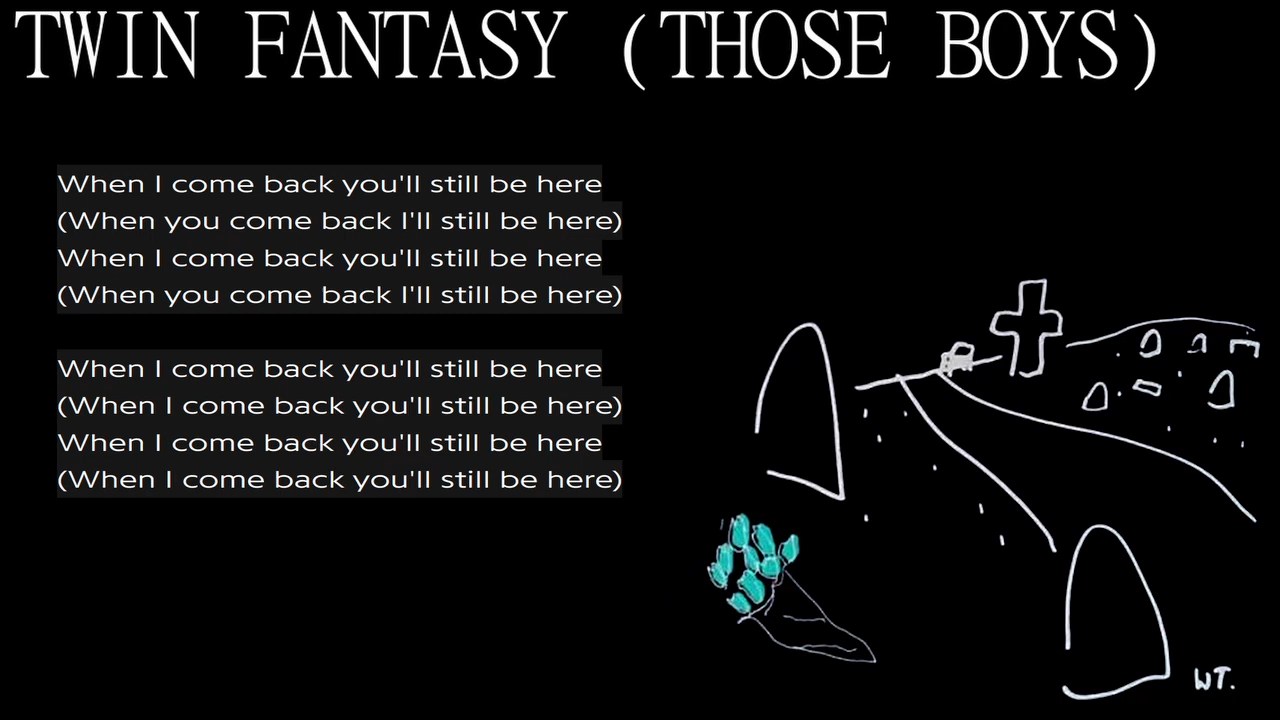 TWIN FANTASY (THOSE BOYS)
When I come back you'll still be here
(When you come back I'll still be here)
When I come back you'll still be here
(When you come back I'll still be here)
When I come back you'll still be here
(When I come back you'll still be here)
When I come back you'll still be here
(When I come back you'll still be here)
WT.